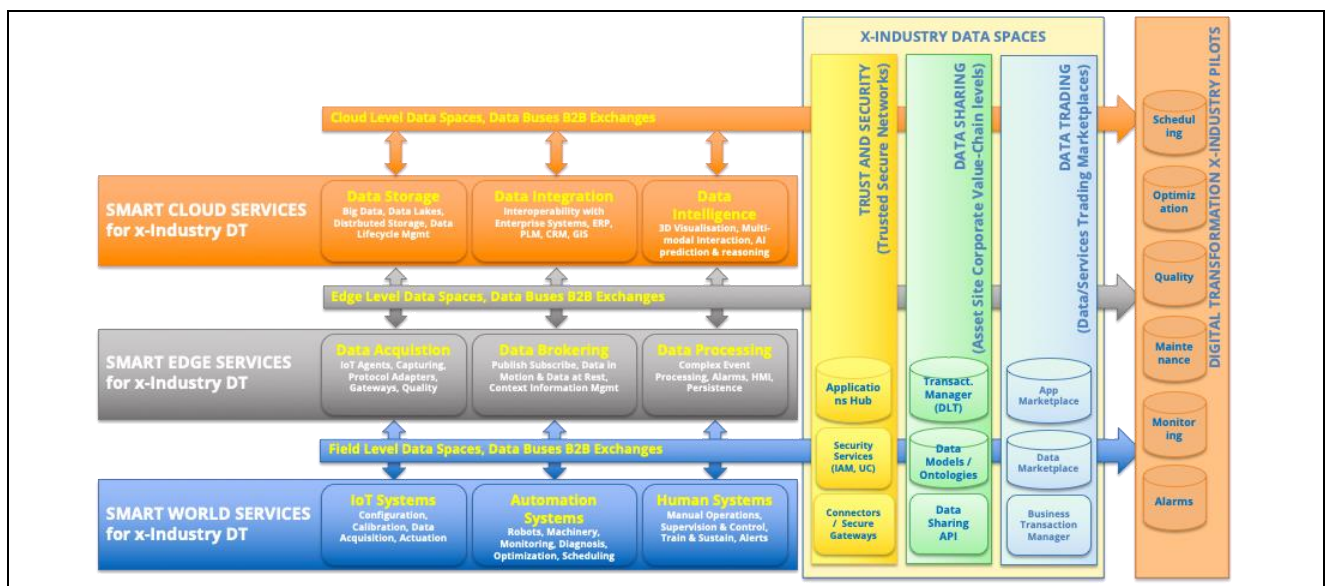 X-INDUSTRY DATA SPACES
DIGITAL TRANSFORMATION X-INDUSTRY PILOTS
TRUST AND SECURITY
(Trusted Secure Networks)
DATA SHARING
(Asset Site Corporate Value-Chain levels)
DATA TRADING
(Data/Services Trading Marketplaces)
Cloud Level Data Spaces, Data Buses B2B Exchanges
SMART CLOUD SERVICES
for x-Industry DT
Data Storage
Big Data, Data Lakes,
Distrbuted Storage, Data
Lifecycle Mgmt
Data Integration
Interoperability with
Enterprise Systems, ERP,
PLM, CRM, GIS
Data
Intelligence
3D Visualisation, Multi-
modal Interaction, AI
prediction & reasoning
Edge Level Data Spaces, Data Buses B2B Exchanges
SMART EDGE SERVICES
for x-Industry DT
Data Acquistion
IoT Agents, Capturing,
Protocol Adapters,
Gateways, Quality
Data Brokering
Publish Subscribe, Data in
Motion & Data at Rest,
Context Information Mgmt
Data Processing
Complex Event
Processing, Alarms, HMI,
Persistence
Field Level Data Spaces, Data Buses B2B Exchanges
SMART WORLD SERVICES
for x-Industry DT
IoT Systems
Configuration,
Calibration, Data
Acquisition, Actuation
Automation
Systems
Robots, Machinery,
Monitoring, Diagnosis,
Optimization, Scheduling
Human Systems
Manual Operations,
Supervision & Control,
Train & Sustain, Alerts
Applicatio
ns Hub
Security
Services
(IAM, UC)
Connectors
/ Secure
Gateways
Transact.
Manager
(DLT)
Data
Models /
Ontologies
Data
Sharing
API
App
Marketplace
Data
Marketplace
Business
Transaction
Manager
Schedul
ing
Optimiz
ation
Quality
Mainte
nance
Monitor
ing
Alarms